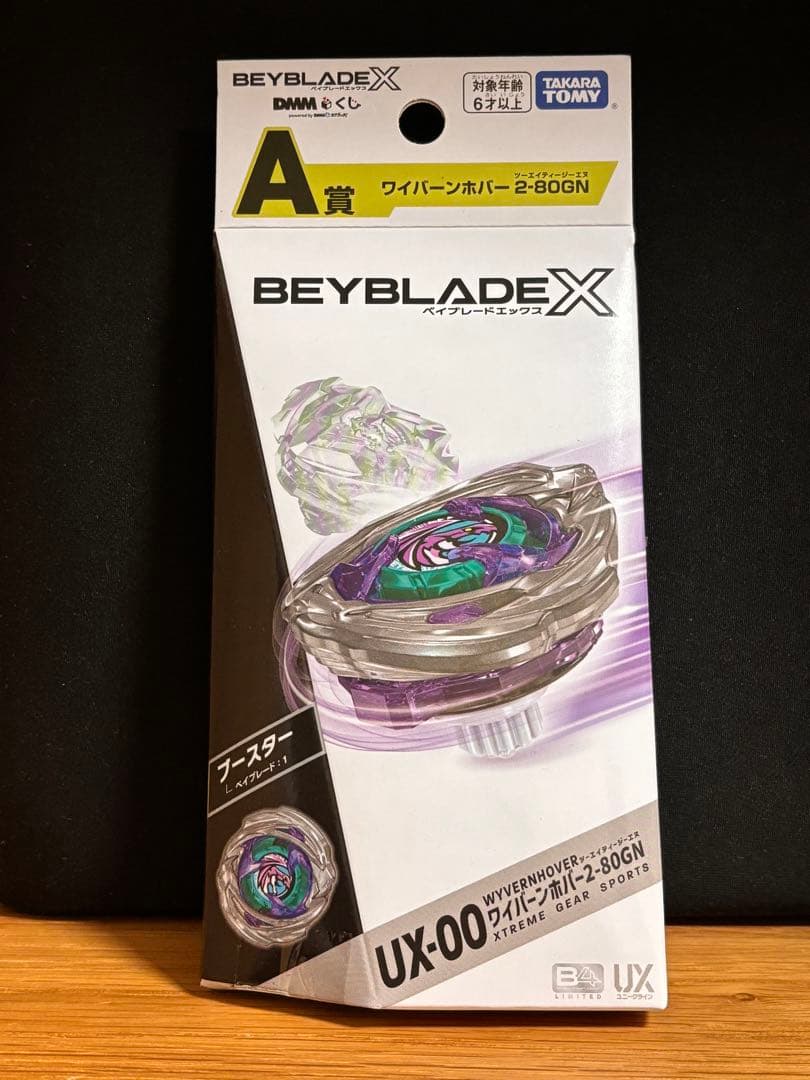 BEYBLADE X
ベイブレードエックス
DMMくじ
powered by DMMスクラッチ
たいしょうねんれい
対象年齢
さい いじょう
6才以上
TAKARA
TOMY
A賞
ツーエイティージーエヌ
ワイバーンホバー 2-80GN
BEYBLADE X
ベイブレードエックス
ブースター
ベイブレード:1
WYVERNHOVER ツーエイティージーエヌ
UX-00 ワイバーンホバー2-80GN
XTREME GEAR SPORTS
B4
LIMITED
UX
ユニークライン